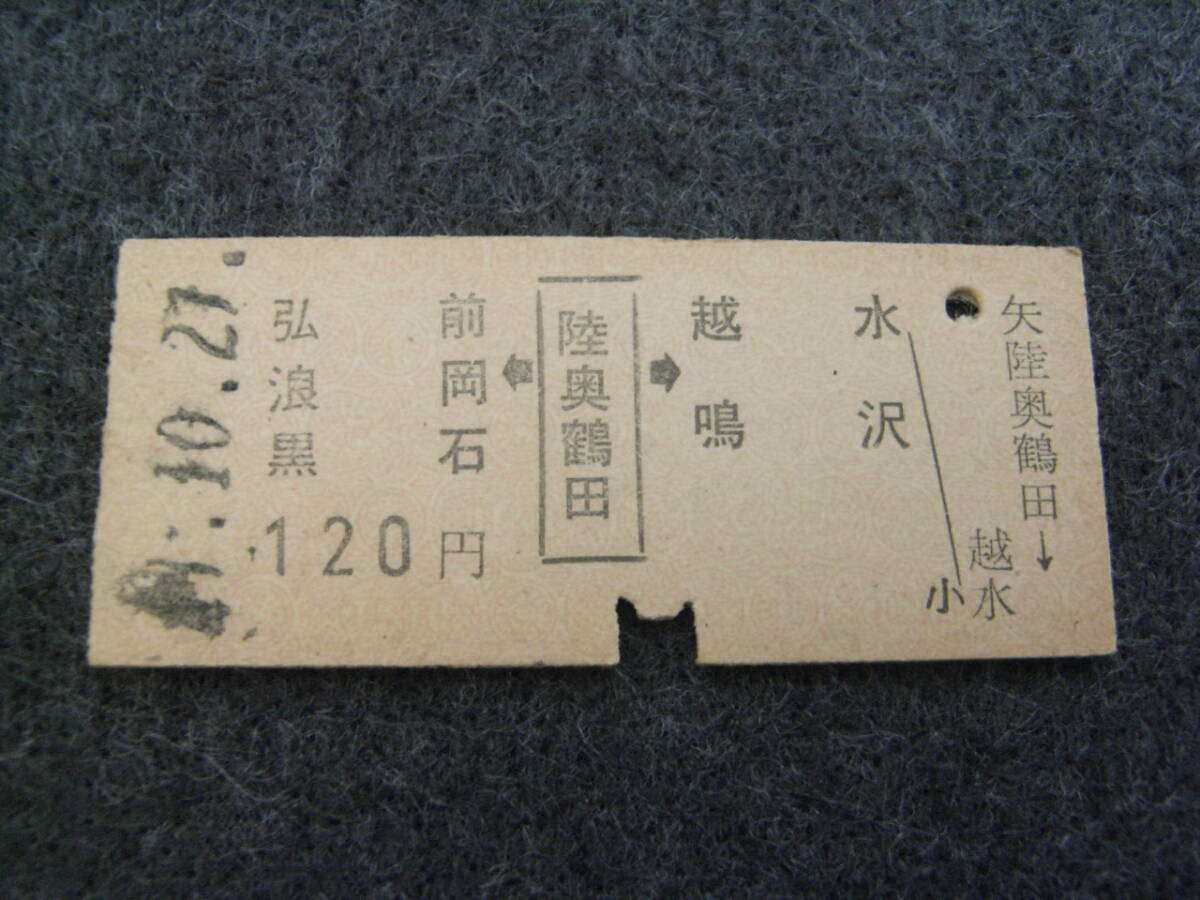 .10.27.
弘前
浪岡
黒石
120円
陸奥鶴田
越水
鳴沢
矢陸奥鶴田→
越水
小